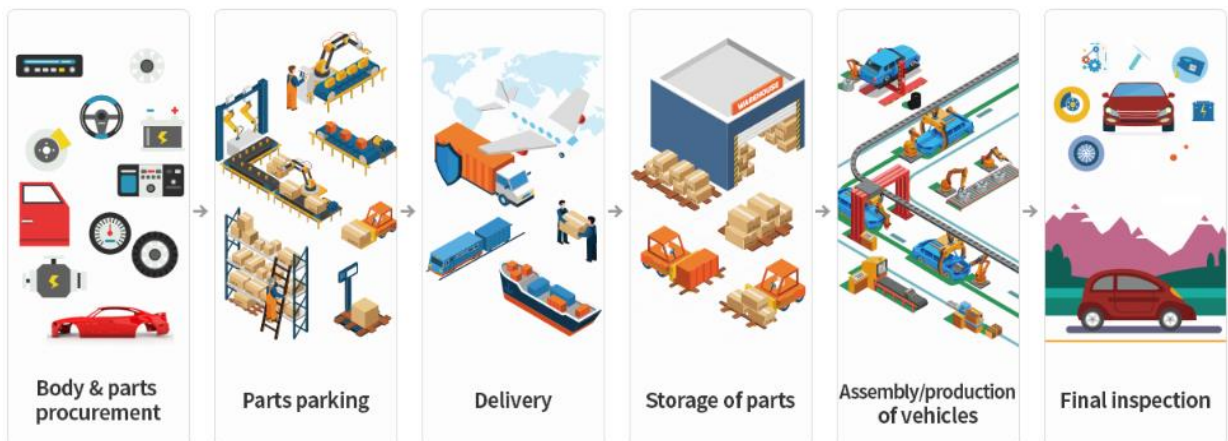 WAREHOUSE
Body & parts
procurement
Parts parking
Delivery
Storage of parts
Assembly/production
of vehicles
Final inspection